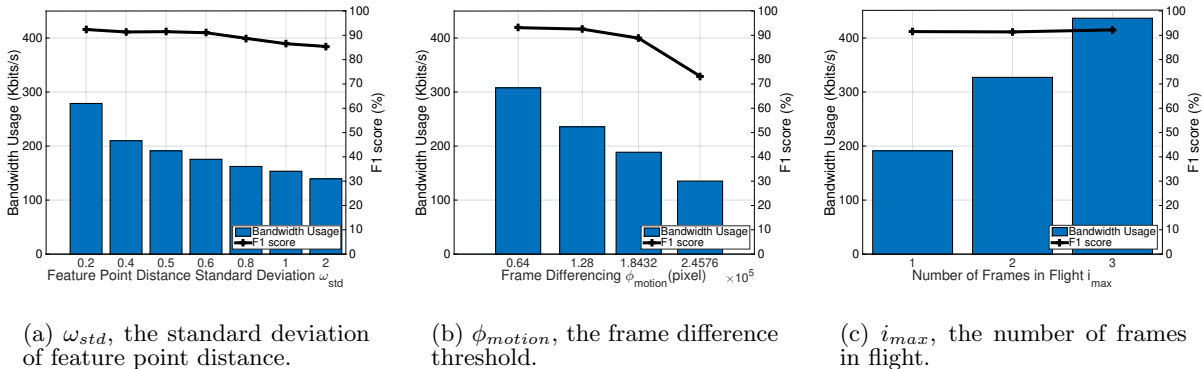 Bandwidth Usage (Kbits/s)
0
100
200
300
400
0
10
20
30
40
50
60
70
80
90
100
F1 score (%)
Bandwidth Usage
F1 score
0.2 0.4 0.5 0.6 0.8 1 2
Feature Point Distance Standard Deviation ω_std
Bandwidth Usage (Kbits/s)
0
100
200
300
400
0
10
20
30
40
50
60
70
80
90
100
F1 score (%)
Bandwidth Usage
F1 score
0.64 1.28 1.8432 2.4576
Frame Differencing ϕ_motion(pixel) ×10^5
Bandwidth Usage (Kbits/s)
0
100
200
300
400
0
10
20
30
40
50
60
70
80
90
100
F1 score (%)
Bandwidth Usage
F1 score
1 2 3
Number of Frames in Flight i_max
(a) ω_std, the standard deviation
of feature point distance.
(b) ϕ_motion, the frame difference
threshold.
(c) i_max, the number of frames
in flight.